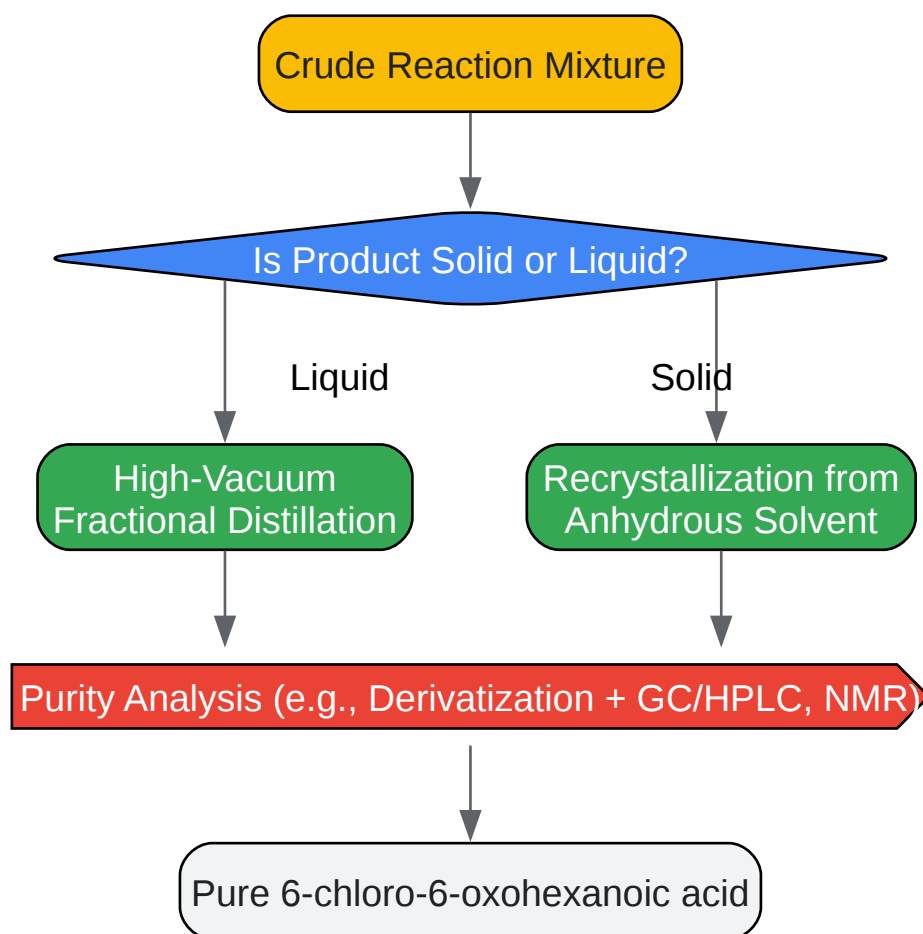 Crude Reaction Mixture
Is Product Solid or Liquid?
Liquid
Solid
High-Vacuum
Fractional Distillation
Recrystallization from
Anhydrous Solvent
Purity Analysis (e.g., Derivatization + GC/HPLC, NMR)
Pure 6-chloro-6-oxohexanoic acid